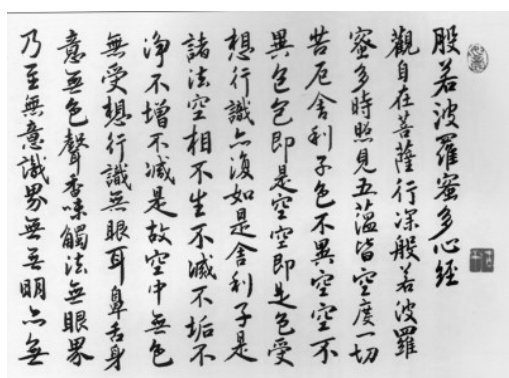 般若波羅蜜多心經
觀自在菩薩行深般若波羅
蜜多時照見五蘊皆空度一切
苦厄舍利子色不異空空不
異色色即是空空即是色受
想行識亦復如是舍利子是
諸法空相不生不滅不垢不
淨不增不減是故空中無色
無受想行識無眼耳鼻舌身
意無色聲香味觸法無眼界
乃至無意識界無無明亦無